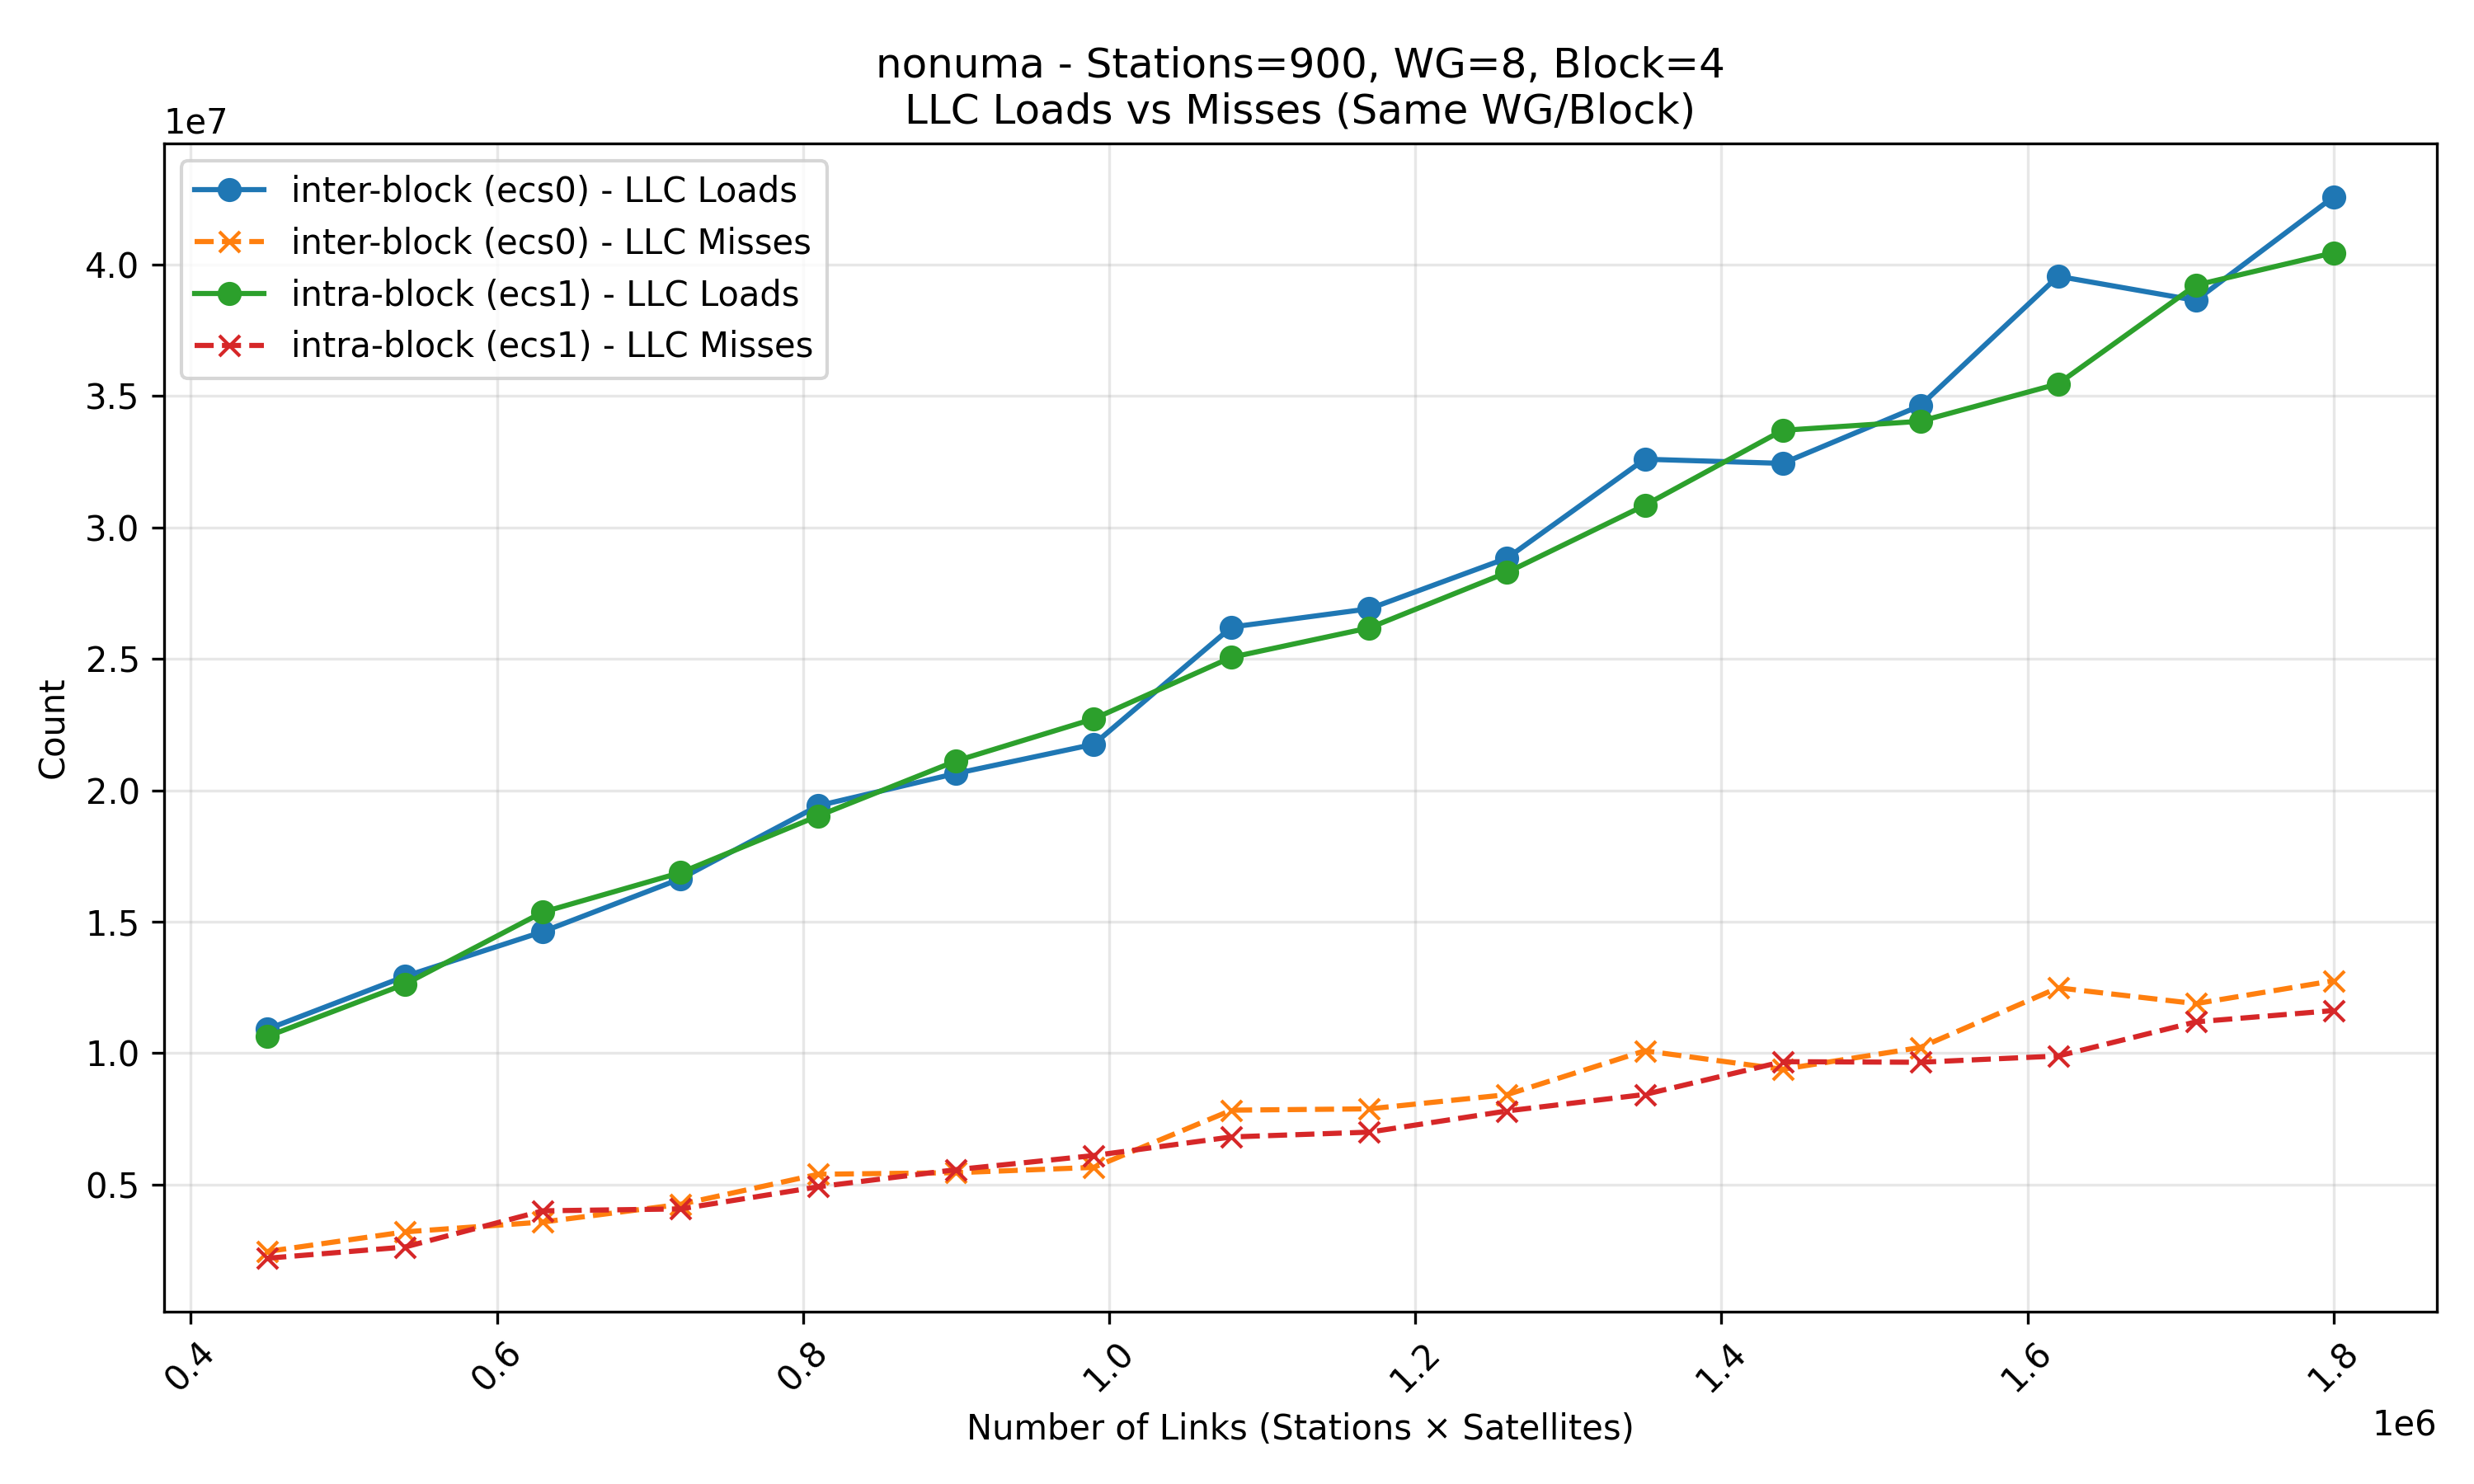 nonuma - Stations=900, WG=8, Block=4
LLC Loads vs Misses (Same WG/Block)
1e7
inter-block (ecs0) - LLC Loads
inter-block (ecs0) - LLC Misses
intra-block (ecs1) - LLC Loads
intra-block (ecs1) - LLC Misses
4.0
3.5
3.0
2.5
2.0
1.5
1.0
0.5
Count
0.4
0.6
0.8
1.0
1.2
1.4
1.6
1.8
Number of Links (Stations × Satellites)
1e6